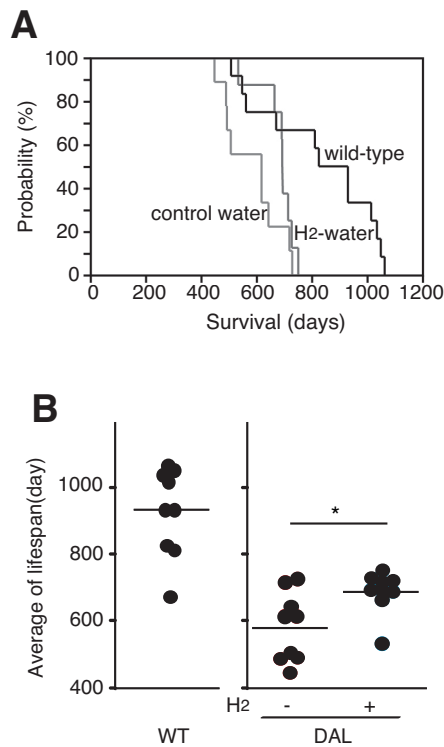 A
Probability (%)
100
80
60
40
20
0
wild-type
control water
H2-water
0 200 400 600 800 1000 1200
Survival (days)
B
Average of lifespan(day)
1000
800
600
400
*
H2 - +
WT DAL